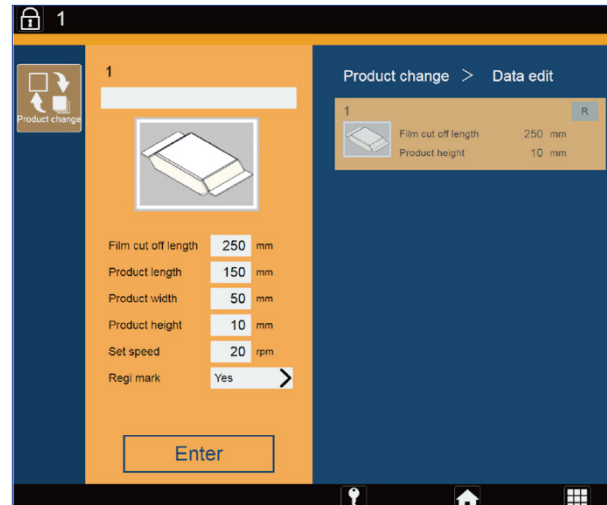 1
Product change
1
Film cut off length 250 mm
Product length 150 mm
Product width 50 mm
Product height 10 mm
Set speed 20 rpm
Regi mark Yes
Enter
Product change > Data edit
1 R
Film cut off length 250 mm
Product height 10 mm